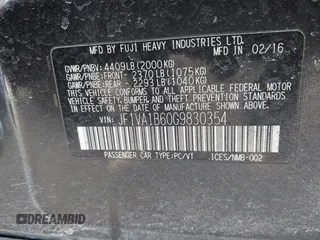 MFD BY FUJI HEAVY INDUSTRIES LTD. 02/16
GVWR/PNBV: 4409LB(2000KG)
GAWR/PNBE:FRONT- 2370LB(1075KG)
GAWR/PNBE:REAR - 2293LB(1040KG)
THIS VEHICLE CONFORMS TO ALL APPLICABLE FEDERAL MOTOR
VEHICLE SAFETY, BUMPER, AND THEFT PREVENTION STANDARDS
IN EFFECT ON THE DATE OF MANUFACTURE SHOWN ABOVE.
VIN: JF1VA1B60G9830354
PASSENGER CAR TYPE:PC/VT ICES/NMB-002
DREAMBID